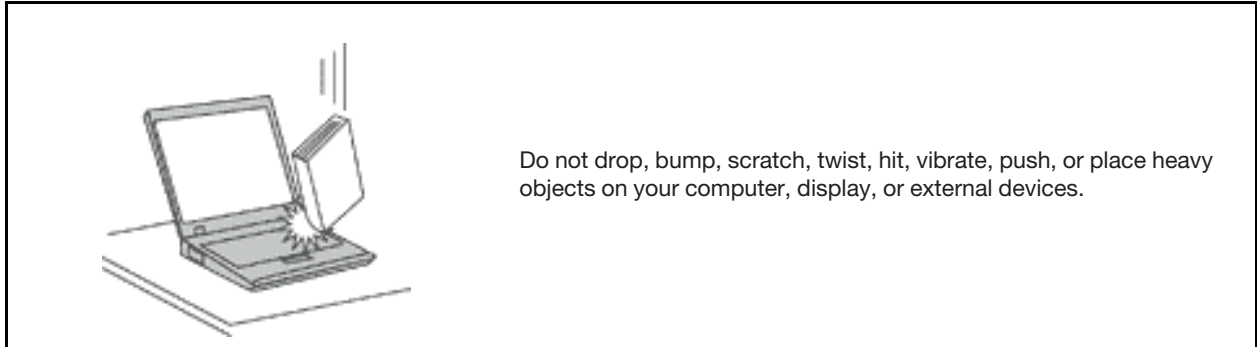 Do not drop, bump, scratch, twist, hit, vibrate, push, or place heavy
objects on your computer, display, or external devices.